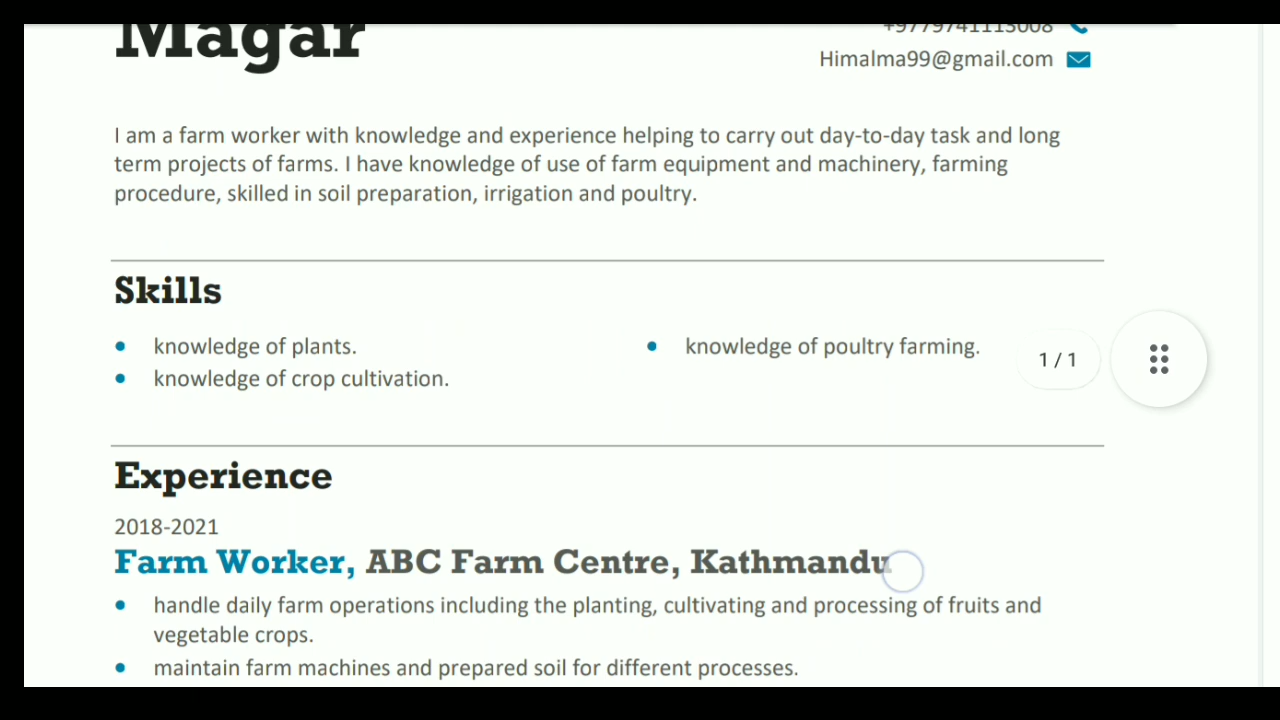 Magar
+9779741113008
Himalma99@gmail.com
I am a farm worker with knowledge and experience helping to carry out day-to-day task and long
term projects of farms. I have knowledge of use of farm equipment and machinery, farming
procedure, skilled in soil preparation, irrigation and poultry.
Skills
knowledge of plants.
knowledge of crop cultivation.
knowledge of poultry farming.
1 / 1
Experience
2018-2021
Farm Worker, ABC Farm Centre, Kathmandu
handle daily farm operations including the planting, cultivating and processing of fruits and
vegetable crops.
maintain farm machines and prepared soil for different processes.